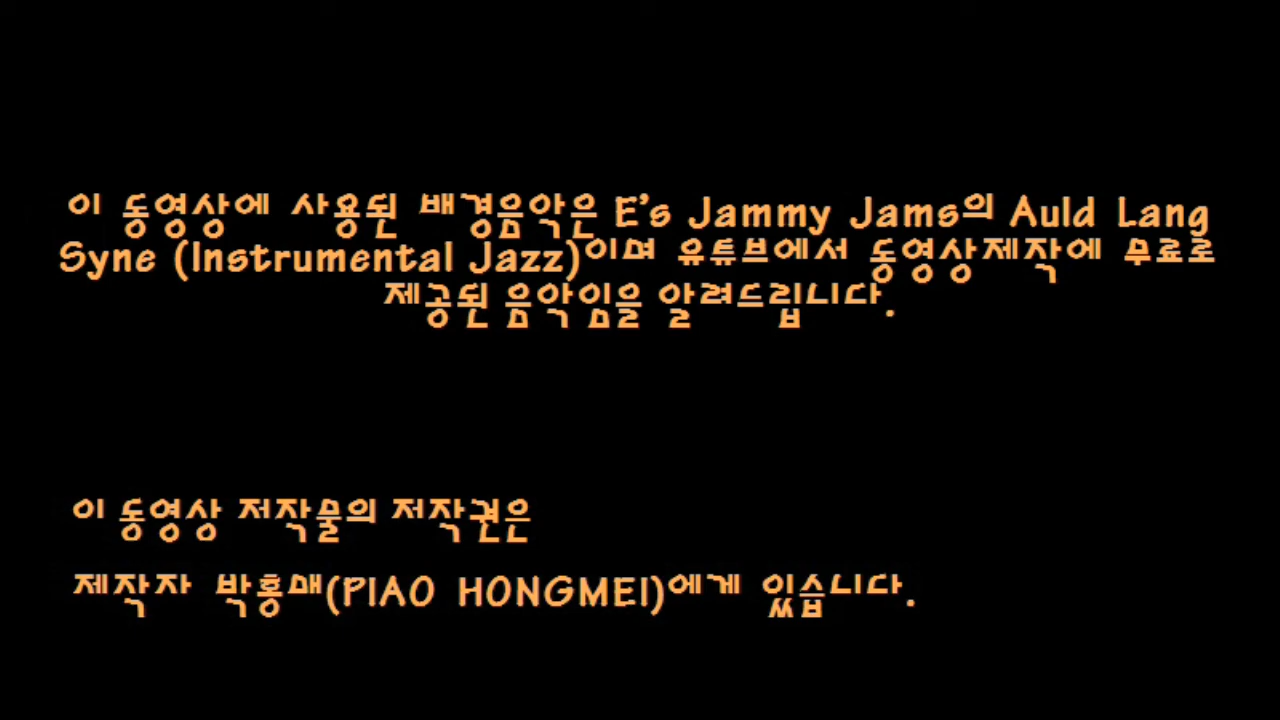 이 동영상에 사용된 배경음악은 E's Jammy Jams의 Auld Lang
Syne (Instrumental Jazz)이며 유튜브에서 동영상제작에 무료로
제공된 음악임을 알려드립니다.
이 동영상 저작물의 저작권은
제작자 박홍매(PIAO HONGMEI)에게 있습니다.